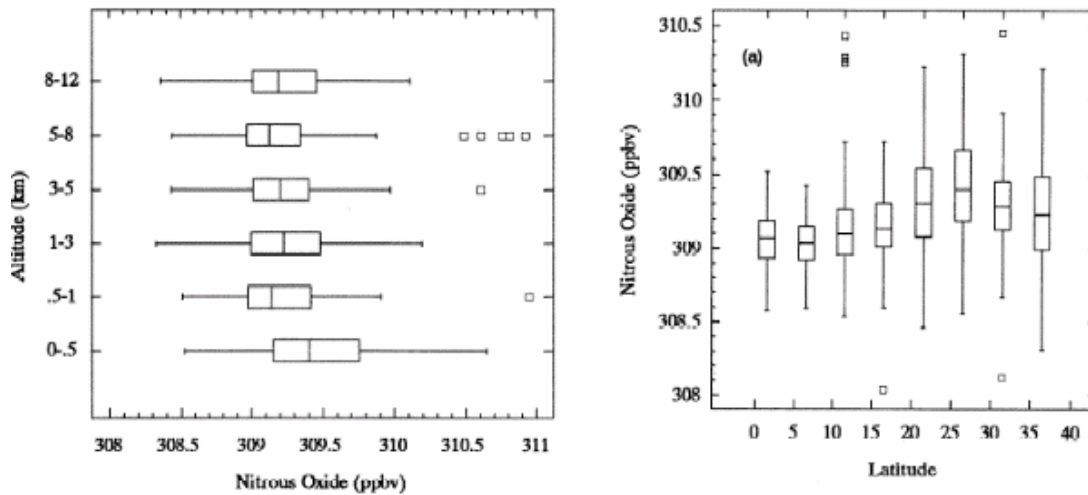 Altitude (km)
8-12
5-8
3-5
1-3
.5-1
0-.5
308 308.5 309 309.5 310 310.5 311
Nitrous Oxide (ppbv)
(a)
Nitrous Oxide (ppbv)
310.5
310
309.5
309
308.5
308
0 5 10 15 20 25 30 35 40
Latitude